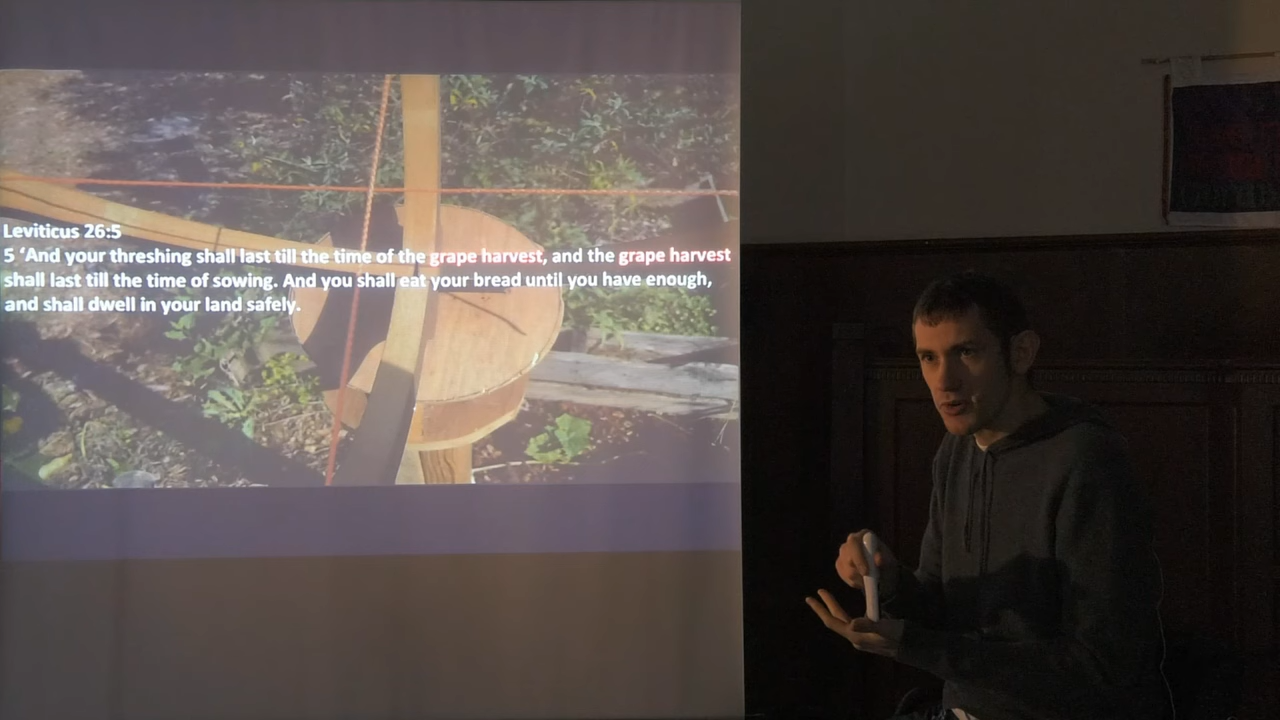 Leviticus 26:5
5 ‘And your threshing shall last till the time of the grape harvest, and the grape harvest
shall last till the time of sowing. And you shall eat your bread until you have enough,
and shall dwell in your land safely.